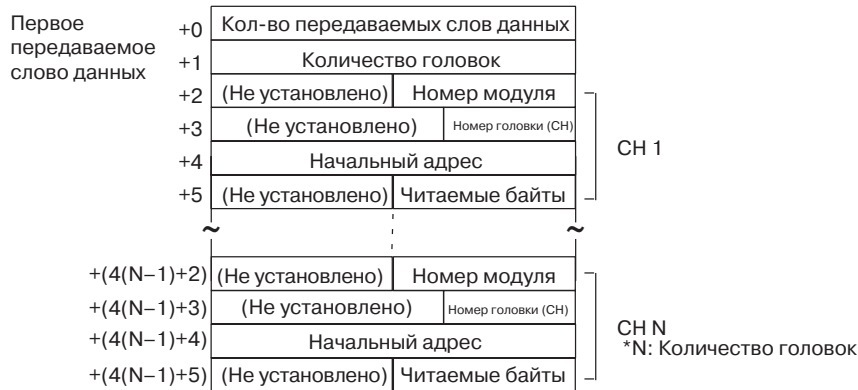 Первое
передаваемое
слово данных
+0 Кол-во передаваемых слов данных
+1 Количество головок
+2 (Не установлено) Номер модуля
+3 (Не установлено) Номер головки (CH)
+4 Начальный адрес
+5 (Не установлено) Читаемые байты
CH 1
~ ~
+(4(N–1)+2) (Не установлено) Номер модуля
+(4(N–1)+3) (Не установлено) Номер головки (CH)
+(4(N–1)+4) Начальный адрес
+(4(N–1)+5) (Не установлено) Читаемые байты
CH N
*N: Количество головок